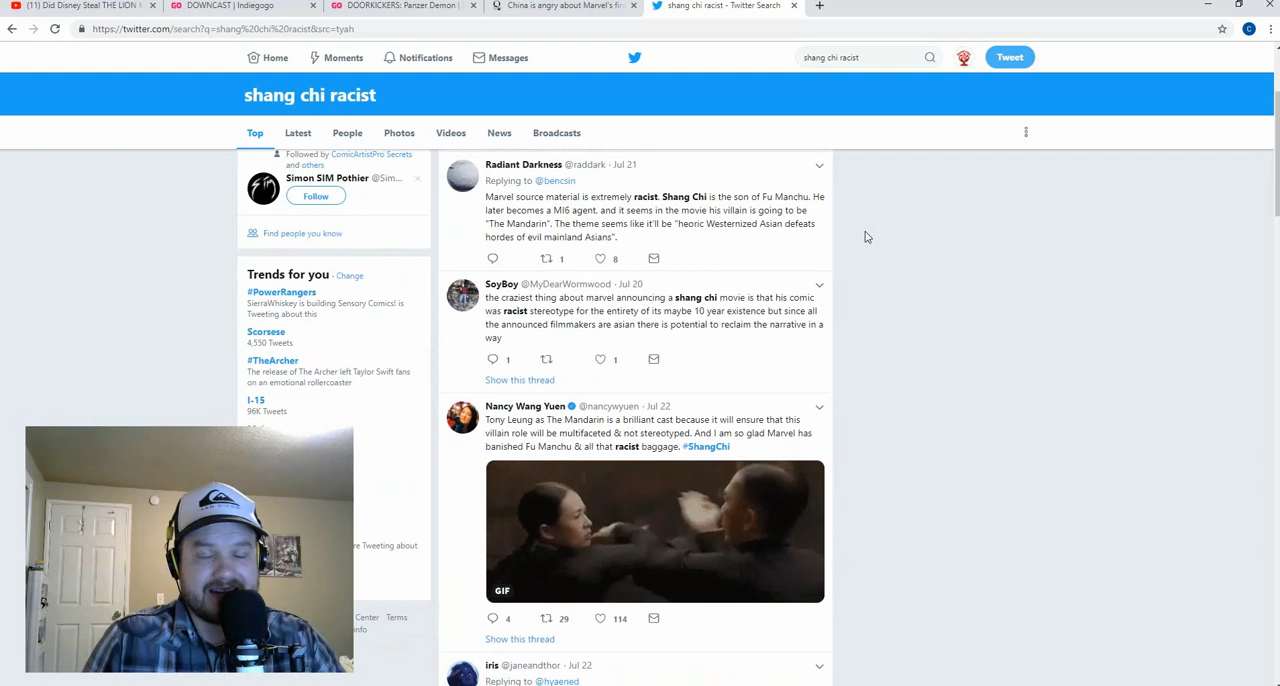 (11) Did Disney Steal THE LION
DOWNCAST | Indiegogo
DOORKICKERS: Panzer Demon |
China is angry about Marvel's fir
shang chi racist - Twitter Search
https://twitter.com/search?q=shang%20chi%20racist&src=tyah
C
Home
Moments
Notifications
Messages
shang chi racist
Tweet
shang chi racist
Top
Latest
People
Photos
Videos
News
Broadcasts
Followed by ComicArtistPro Secrets
and others
Simon SIM Pothier @Sim...
Follow
Find people you know
Trends for you · Change
#PowerRangers
SierraWhiskey is building Sensory Comics! is
Tweeting about this
Scorsese
4,550 Tweets
#TheArcher
The release of The Archer left Taylor Swift fans
on an emotional rollercoaster
I-15
96K Tweets
re Tweeting about
Center Terms
nfo
Radiant Darkness @raddark · Jul 21
Replying to @bencsin
Marvel source material is extremely racist. Shang Chi is the son of Fu Manchu. He
later becomes a MI6 agent, and it seems in the movie his villain is going to be
"The Mandarin". The theme seems like it'll be "heoric Westernized Asian defeats
hordes of evil mainland Asians".
1
8
SoyBoy @MyDearWormwood · Jul 20
the craziest thing about marvel announcing a shang chi movie is that his comic
was racist stereotype for the entirety of its maybe 10 year existence but since all
the announced filmmakers are asian there is potential to reclaim the narrative in a
way
1
1
Show this thread
Nancy Wang Yuen @nancywyuen · Jul 22
Tony Leung as The Mandarin is a brilliant cast because it will ensure that this
villain role will be multifaceted & not stereotyped. And I am so glad Marvel has
banished Fu Manchu & all that racist baggage. #ShangChi
GIF
4
29
114
Show this thread
iris @janeandthor · Jul 22
Replying to @hyaened